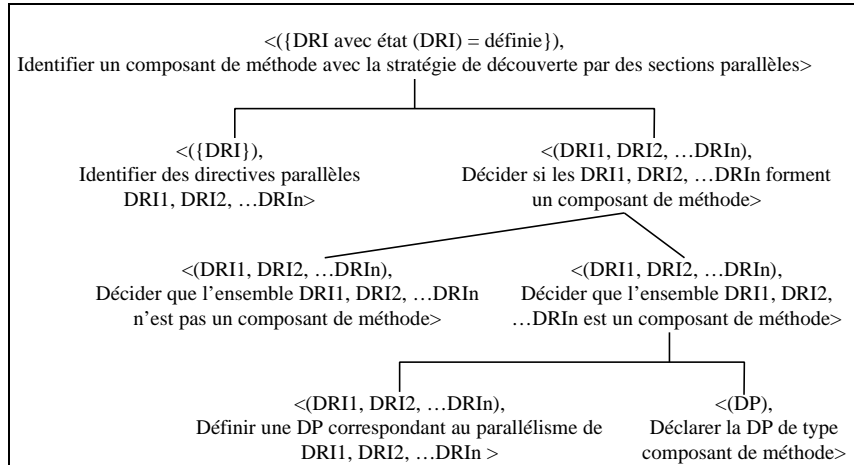 <({DRI avec état (DRI) = définie}),
Identifier un composant de méthode avec la stratégie de découverte par des sections parallèles>
<({DRI}),
Identifier des directives parallèles
DRI1, DRI2, …DRIn>
<(DRI1, DRI2, …DRIn),
Décider si les DRI1, DRI2, …DRIn forment
un composant de méthode>
<(DRI1, DRI2, …DRIn),
Décider que l’ensemble DRI1, DRI2, …DRIn
n’est pas un composant de méthode>
<(DRI1, DRI2, …DRIn),
Décider que l’ensemble DRI1, DRI2,
…DRIn est un composant de méthode>
<(DRI1, DRI2, …DRIn),
Définir une DP correspondant au parallélisme de
DRI1, DRI2, …DRIn >
<(DP),
Déclarer la DP de type
composant de méthode>